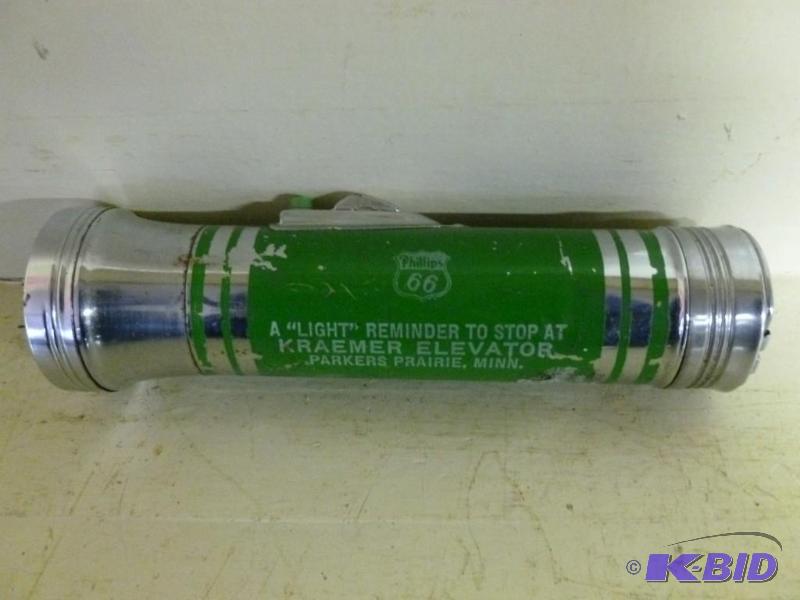 Phillips
66
A "LIGHT" REMINDER TO STOP AT
KRAEMER ELEVATOR
PARKERS PRAIRIE, MINN.
© K-BID